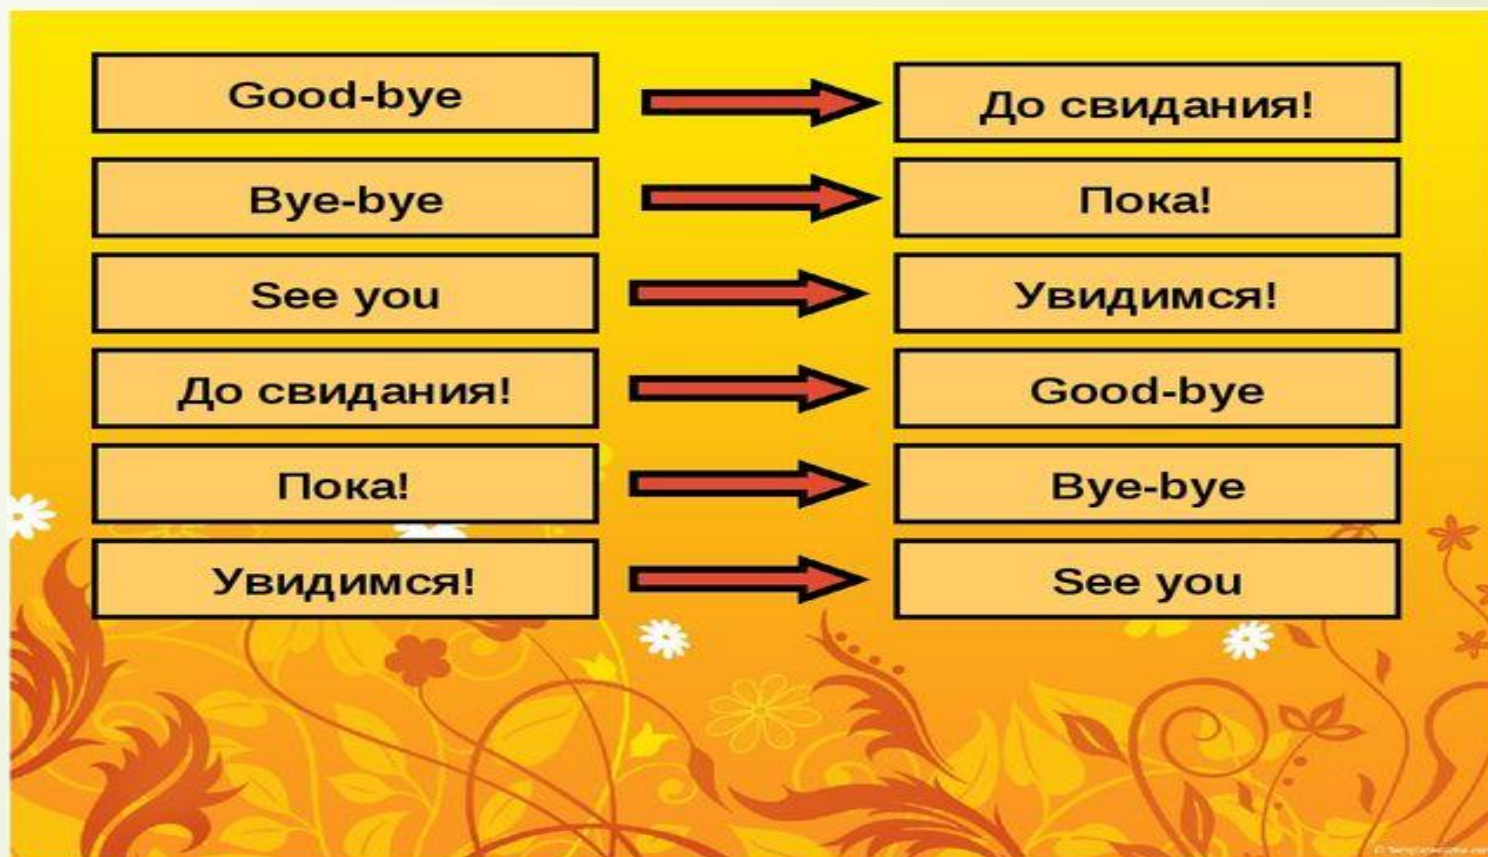 Good-bye
До свидания!
Bye-bye
Пока!
See you
Увидимся!
До свидания!
Good-bye
Пока!
Bye-bye
Увидимся!
See you